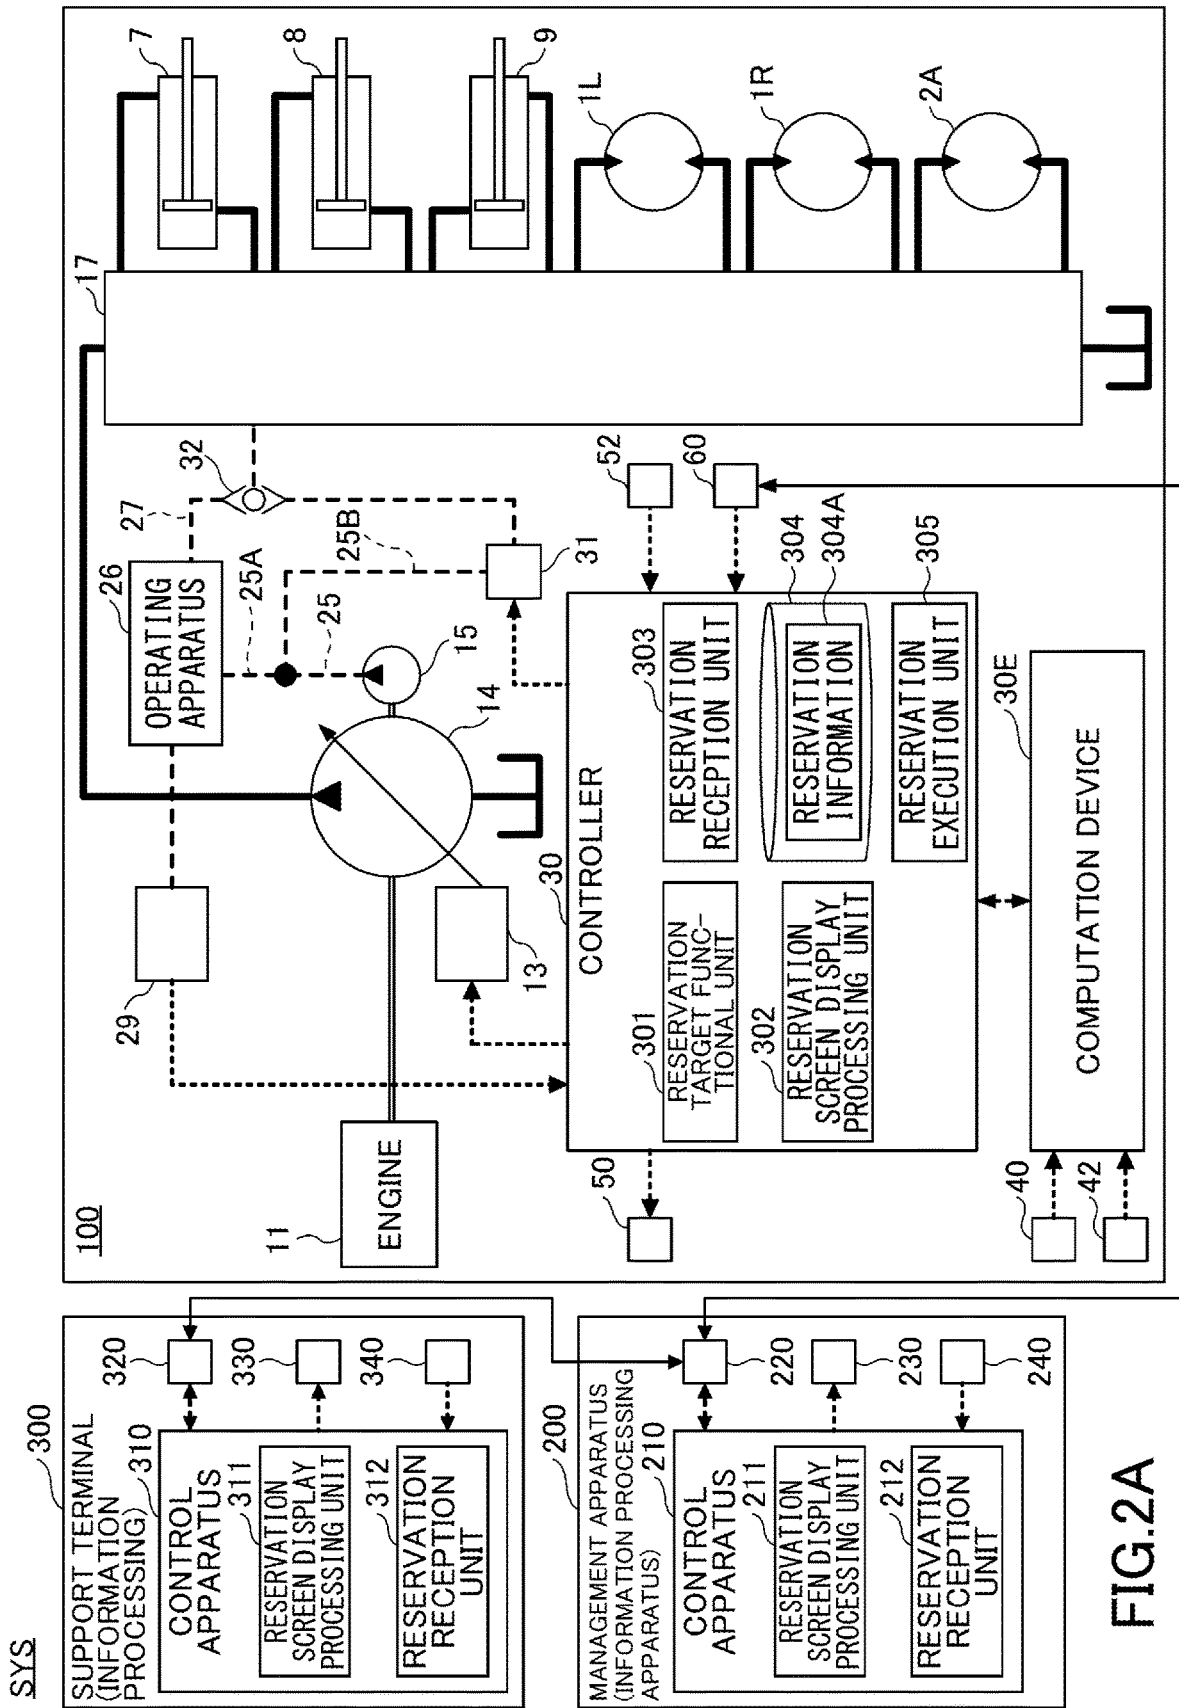 SYS
300
SUPPORT TERMINAL
(INFORMATION
PROCESSING)
310
CONTROL
APPARATUS
311
RESERVATION
SCREEN DISPLAY
PROCESSING UNIT
312
RESERVATION
RECEPTION
UNIT
320
330
340
200
MANAGEMENT APPARATUS
(INFORMATION PROCESSING
APPARATUS)
210
CONTROL
APPARATUS
211
RESERVATION
SCREEN DISPLAY
PROCESSING UNIT
212
RESERVATION
RECEPTION
UNIT
220
230
240
100
11
ENGINE
29
13
14
15
26
OPERATING
APPARATUS
25A
25
25B
27
32
31
17
7
8
9
1L
1R
2A
50
30
CONTROLLER
301
RESERVATION
TARGET FUNC-
TIONAL UNIT
302
RESERVATION
SCREEN DISPLAY
PROCESSING UNIT
303
RESERVATION
RECEPTION UNIT
304
304A
RESERVATION
INFORMATION
305
RESERVATION
EXECUTION UNIT
52
60
30E
COMPUTATION DEVICE
40
42
FIG.2A